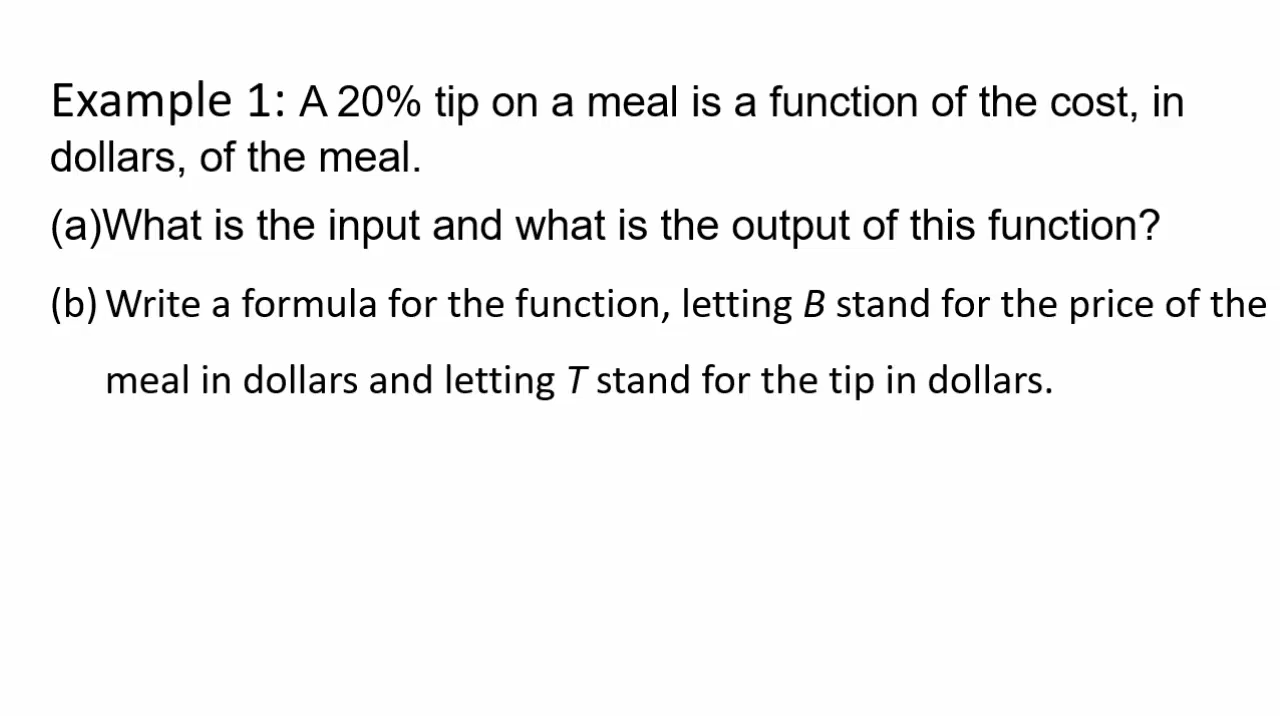 Example 1: A 20% tip on a meal is a function of the cost, in
dollars, of the meal.
(a)What is the input and what is the output of this function?
(b) Write a formula for the function, letting B stand for the price of the
meal in dollars and letting T stand for the tip in dollars.